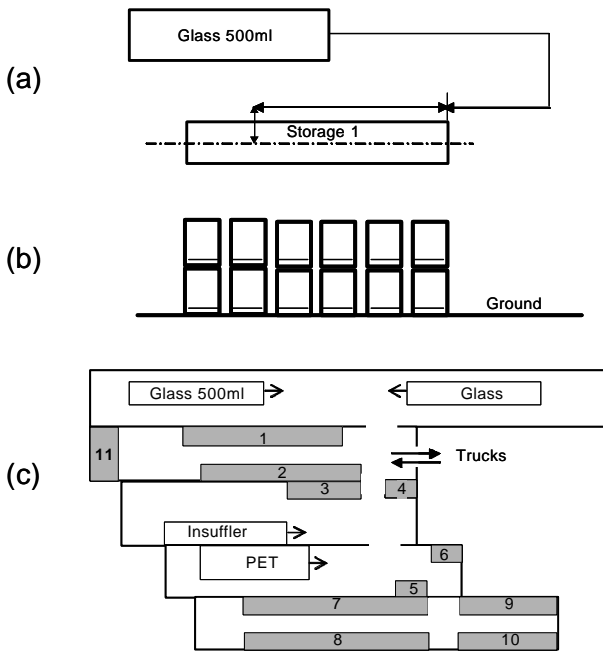 (a)
Glass 500ml
Storage 1
(b)
Ground
(c)
Glass 500ml
Glass
11
1
Trucks
2
3
4
Insuffler
6
PET
5
7
9
8
10